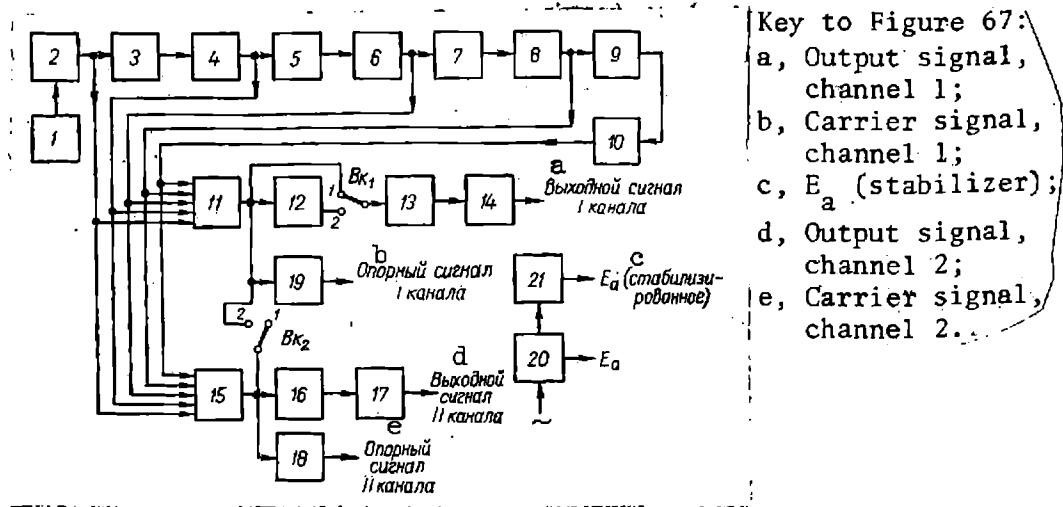 Key to Figure 67:
a, Output signal,
channel 1;
b, Carrier signal,
channel 1;
c, Ea (stabilizer);
d, Output signal,
channel 2;
e, Carrier signal,
channel 2.
2
3
4
5
6
7
8
9
1
10
a
Вк1
1
2
11
12
13
14
Выходной сигнал
I канала
b
19
Опорный сигнал
I канала
c
21
Ea (стабилизи-
рованное)
2
1
Вк2
20
Ea
~
d
15
16
17
Выходной
сигнал
II канала
e
18
Опорный
сигнал
II канала